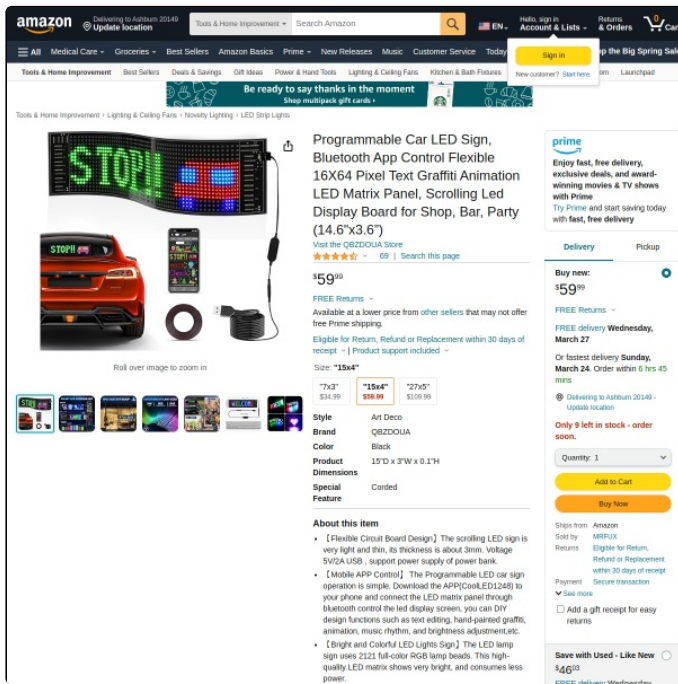 amazon
Delivering to Ashburn 20149
Update location
Tools & Home Improvement
Search Amazon
EN
Hello, sign in
Account & Lists
Returns
& Orders
0
Car
All
Medical Care
Groceries
Best Sellers
Amazon Basics
Prime
New Releases
Music
Customer Service
Today
op the Big Spring Sale
Sign in
New customer? Start here.
Tools & Home Improvement
Best Sellers
Deals & Savings
Gift Ideas
Power & Hand Tools
Lighting & Ceiling Fans
Kitchen & Bath Fixtures
om
Launchpad
Be ready to say thanks in the moment
Shop multipack gift cards ›
Tools & Home Improvement › Lighting & Ceiling Fans › Novelty Lighting › LED Strip Lights
STOP!!
STOP!!
Roll over image to zoom in
Programmable Car LED Sign,
Bluetooth App Control Flexible
16X64 Pixel Text Graffiti Animation
LED Matrix Panel, Scrolling Led
Display Board for Shop, Bar, Party
(14.6"x3.6")
Visit the QBZDOUA Store
69 | Search this page
$5999
FREE Returns
Available at a lower price from other sellers that may not offer
free Prime shipping.
Eligible for Return, Refund or Replacement within 30 days of
receipt | Product support included
Size: "15x4"
"7x3"
$34.99
"15x4"
$59.99
"27x5"
$109.99
Style Art Deco
Brand QBZDOUA
Color Black
Product Dimensions 15"D x 3"W x 0.1"H
Special Feature Corded
About this item
• 【Flexible Circuit Board Design】The scrolling LED sign is
very light and thin, its thickness is about 3mm. Voltage
5V/2A USB , support power supply of power bank.
• 【Mobile APP Control】 The Programmable LED car sign
operation is simple. Download the APP(CoolLED1248) to
your phone and connect the LED matrix panel through
bluetooth control the led display screen, you can DIY
design functions such as text editing, hand-painted graffiti,
animation, music rhythm, and brightness adjustment,etc.
• 【Bright and Colorful LED Lights Sign】The LED lamp
sign uses 2121 full-color RGB lamp beads. This high-
quality LED matrix shows very bright, and consumes less
power.
prime
Enjoy fast, free delivery,
exclusive deals, and award-
winning movies & TV shows
with Prime
Try Prime and start saving today
with fast, free delivery
Delivery
Pickup
Buy new:
$5999
FREE Returns
FREE delivery Wednesday,
March 27
Or fastest delivery Sunday,
March 24. Order within 6 hrs 45
mins
Delivering to Ashburn 20149 -
Update location
Only 9 left in stock - order
soon.
Quantity: 1
Add to Cart
Buy Now
Ships from Amazon
Sold by MRFUX
Returns Eligible for Return,
Refund or Replacement
within 30 days of receipt
Payment Secure transaction
See more
Add a gift receipt for easy
returns
Save with Used - Like New
$4603
FREE delivery Wednesday,